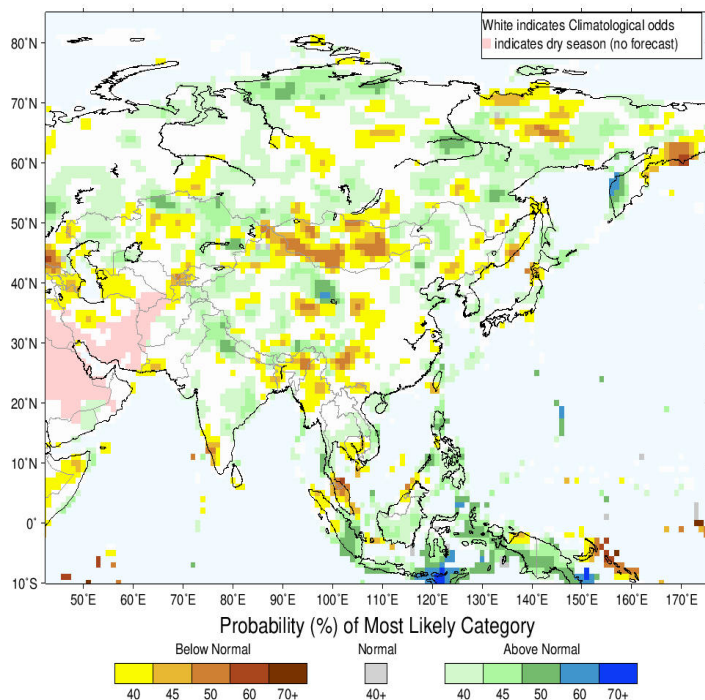 White indicates Climatological odds
indicates dry season (no forecast)
80°N
70°N
60°N
50°N
40°N
30°N
20°N
10°N
0°
10°S
50°E 60°E 70°E 80°E 90°E 100°E 110°E 120°E 130°E 140°E 150°E 160°E 170°E
Probability (%) of Most Likely Category
Below Normal Normal Above Normal
40 45 50 60 70+ 40+ 40 45 50 60 70+